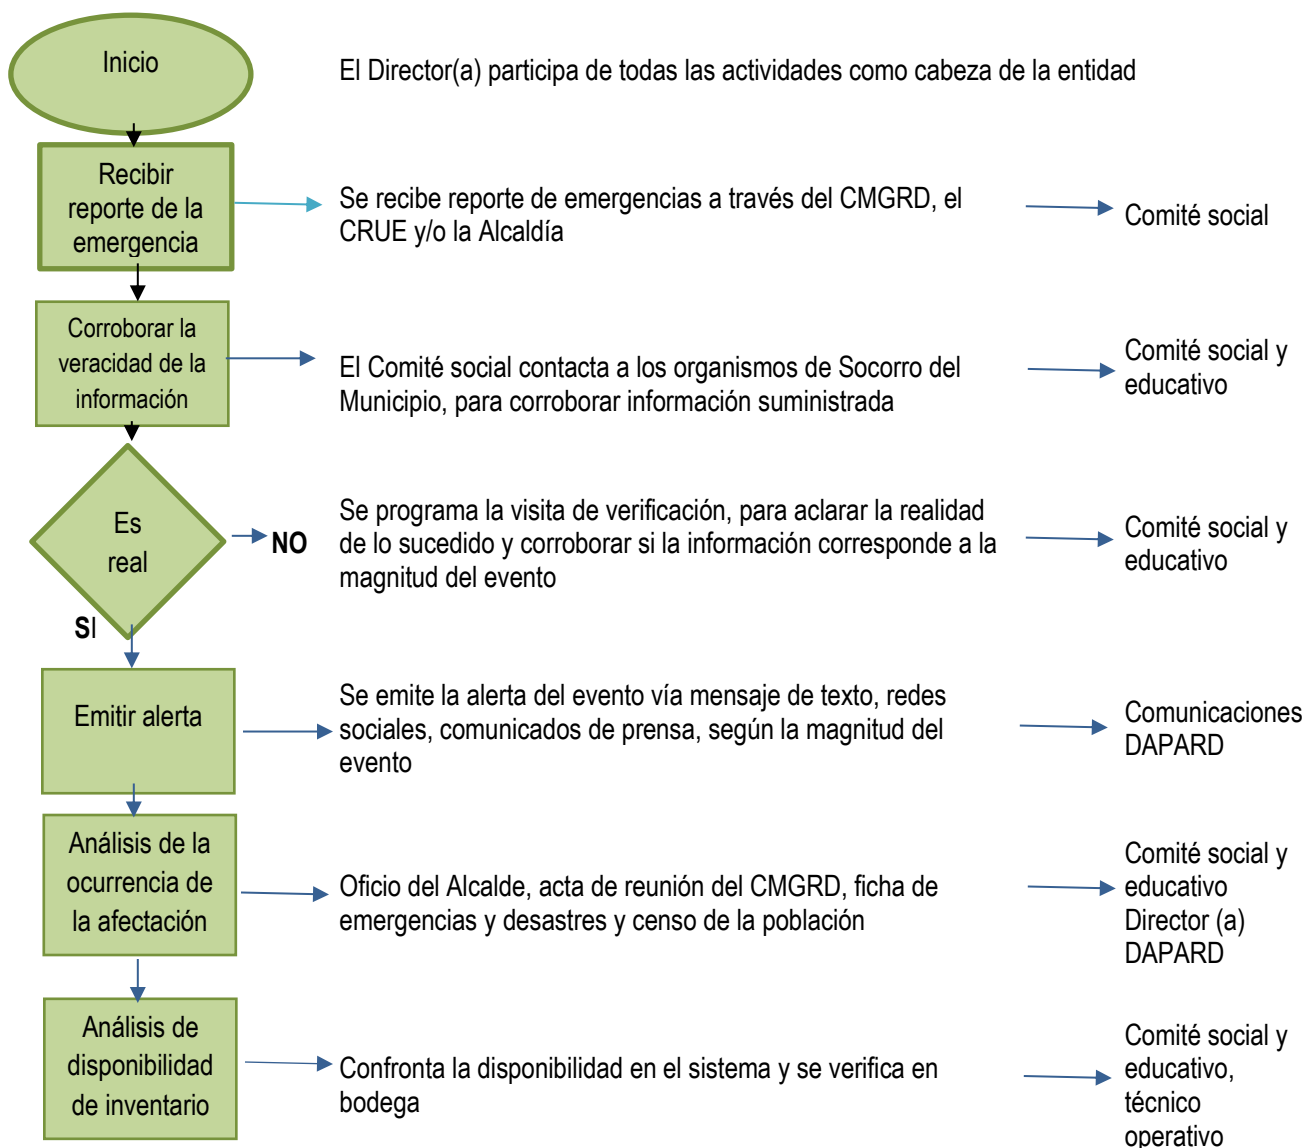 Inicio
El Director(a) participa de todas las actividades como cabeza de la entidad
Recibir
reporte de la
emergencia
Se recibe reporte de emergencias a través del CMGRD, el
CRUE y/o la Alcaldía
Comité social
Corroborar la
veracidad de la
información
El Comité social contacta a los organismos de Socorro del
Municipio, para corroborar información suministrada
Comité social y
educativo
Es
real
NO
Se programa la visita de verificación, para aclarar la realidad
de lo sucedido y corroborar si la información corresponde a la
magnitud del evento
Comité social y
educativo
SI
Emitir alerta
Se emite la alerta del evento vía mensaje de texto, redes
sociales, comunicados de prensa, según la magnitud del
evento
Comunicaciones
DAPARD
Análisis de la
ocurrencia de
la afectación
Oficio del Alcalde, acta de reunión del CMGRD, ficha de
emergencias y desastres y censo de la población
Comité social y
educativo
Director (a)
DAPARD
Análisis de
disponibilidad
de inventario
Confronta la disponibilidad en el sistema y se verifica en
bodega
Comité social y
educativo,
técnico
operativo